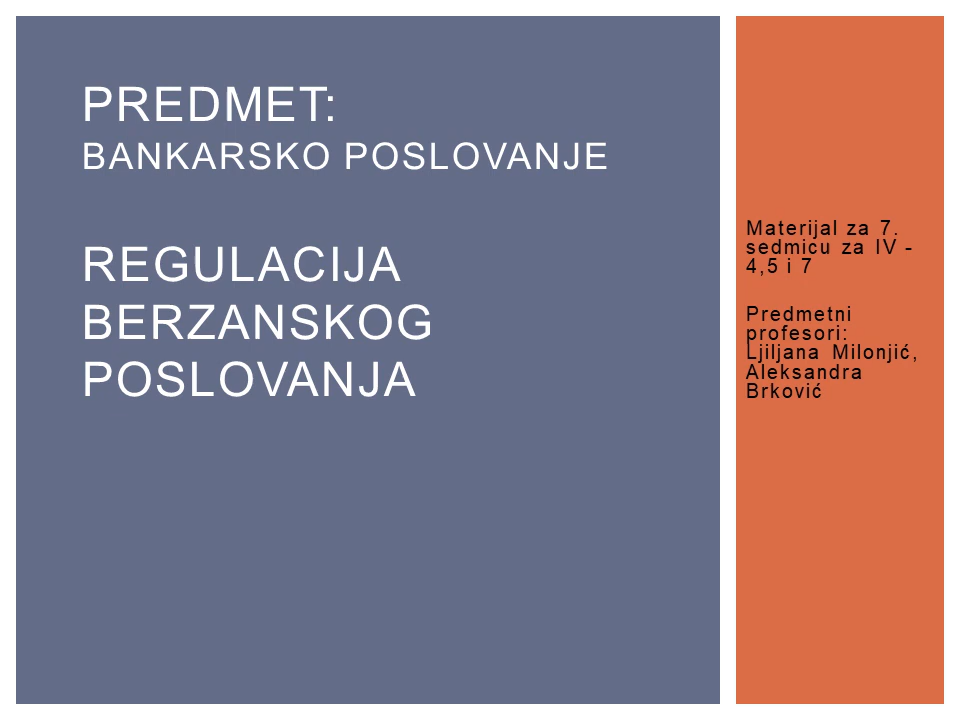 PREDMET:
BANKARSKO POSLOVANJE
REGULACIJA
BERZANSKOG
POSLOVANJA
Materijal za 7.
sedmicu za IV -
4,5 i 7
Predmetni
profesori:
Ljiljana Milonjić,
Aleksandra
Brković